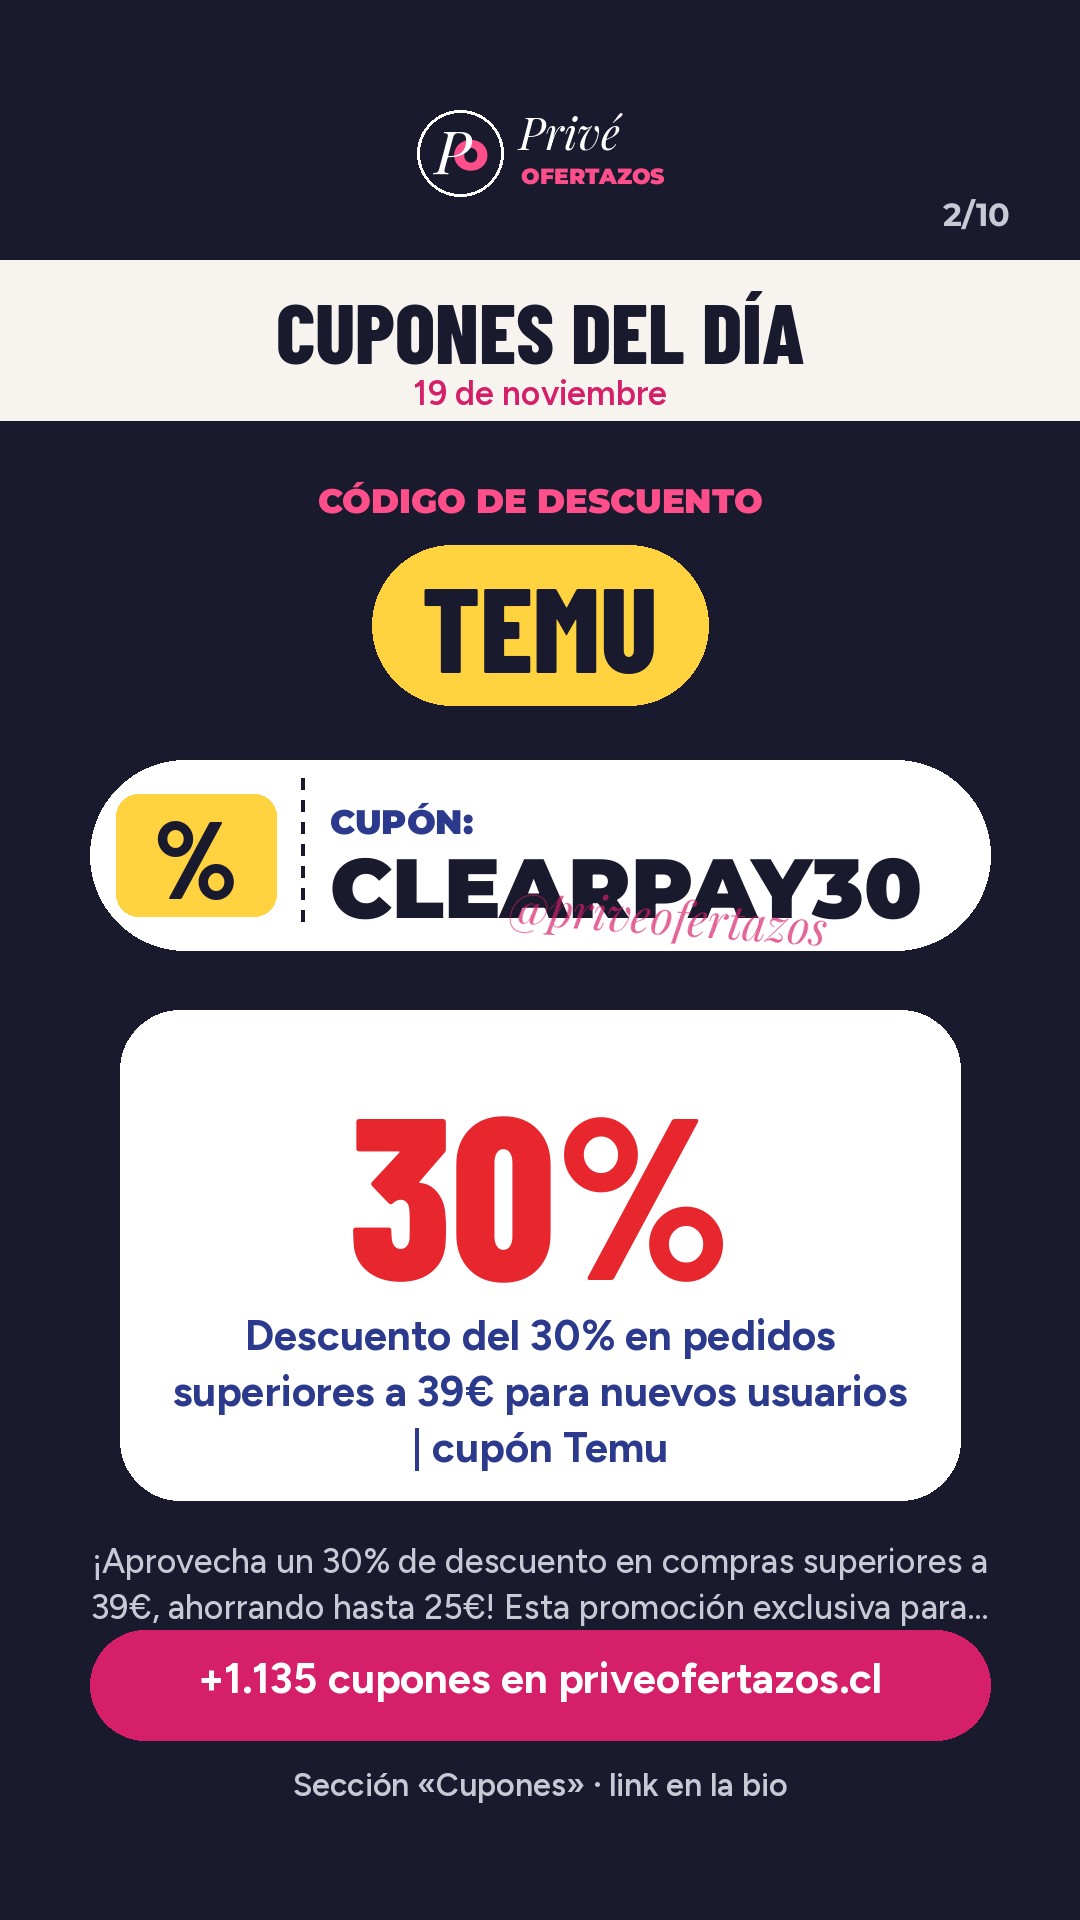 Po
Privé
OFERTAZOS
2/10
CUPONES DEL DÍA
19 de noviembre
CÓDIGO DE DESCUENTO
TEMU
%
CUPÓN:
CLEARPAY30
@priveofertazos
30%
Descuento del 30% en pedidos
superiores a 39€ para nuevos usuarios
| cupón Temu
¡Aprovecha un 30% de descuento en compras superiores a
39€, ahorrando hasta 25€! Esta promoción exclusiva para...
+1.135 cupones en priveofertazos.cl
Sección «Cupones» · link en la bio